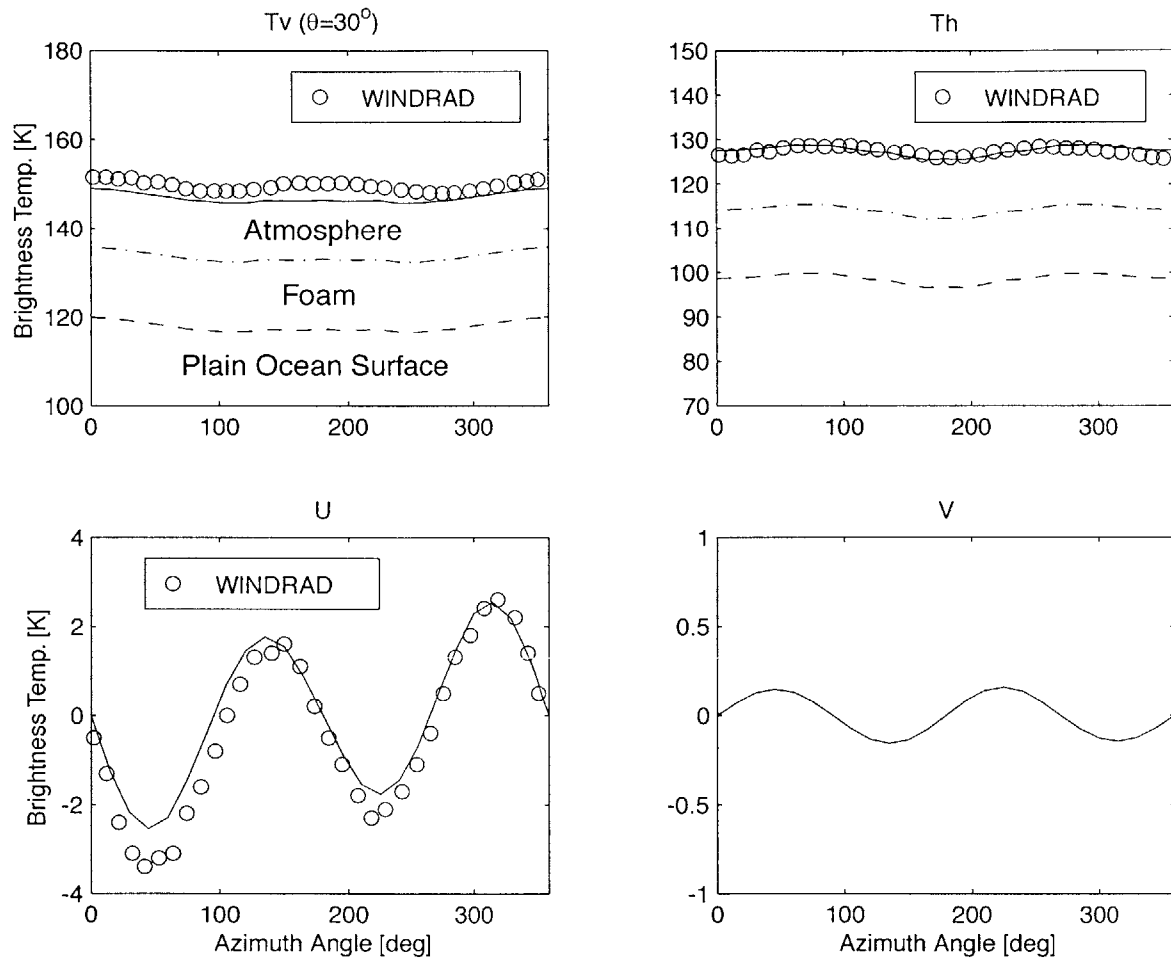 Tv (θ=30°)
180
160
140
120
100
Brightness Temp. [K]
WINDRAD
Atmosphere
Foam
Plain Ocean Surface
0
100
200
300
Th
150
140
130
120
110
100
90
80
70
WINDRAD
0
100
200
300
U
4
2
0
-2
-4
Brightness Temp. [K]
WINDRAD
0
100
200
300
Azimuth Angle [deg]
V
1
0.5
0
-0.5
-1
0
100
200
300
Azimuth Angle [deg]